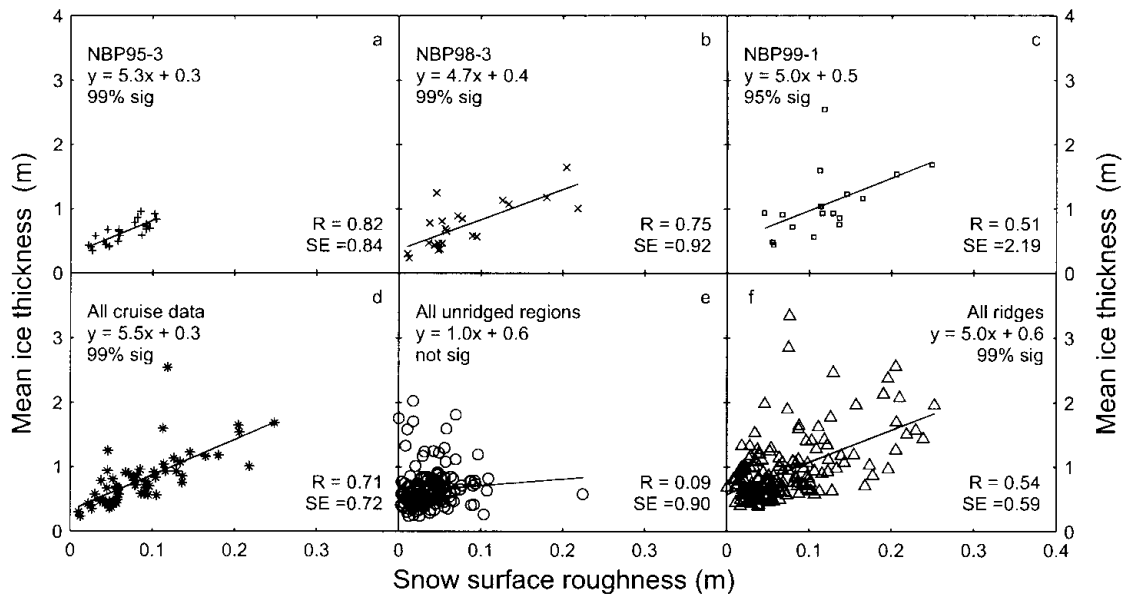 4
3
2
1
0
Mean ice thickness (m)
NBP95-3
y = 5.3x + 0.3
99% sig
a
R = 0.82
SE =0.84
NBP98-3
y = 4.7x + 0.4
99% sig
b
R = 0.75
SE =0.92
NBP99-1
y = 5.0x + 0.5
95% sig
c
R = 0.51
SE =2.19
4
3
2
1
0
Mean ice thickness (m)
3
2
1
0
Mean ice thickness (m)
All cruise data
y = 5.5x + 0.3
99% sig
d
R = 0.71
SE =0.72
All unridged regions
y = 1.0x + 0.6
not sig
e
R = 0.09
SE =0.90
f
All ridges
y = 5.0x + 0.6
99% sig
R = 0.54
SE =0.59
3
2
1
0
Mean ice thickness (m)
0 0.1 0.2 0.3 0 0.1 0.2 0.3 0 0.1 0.2 0.3 0.4
Snow surface roughness (m)